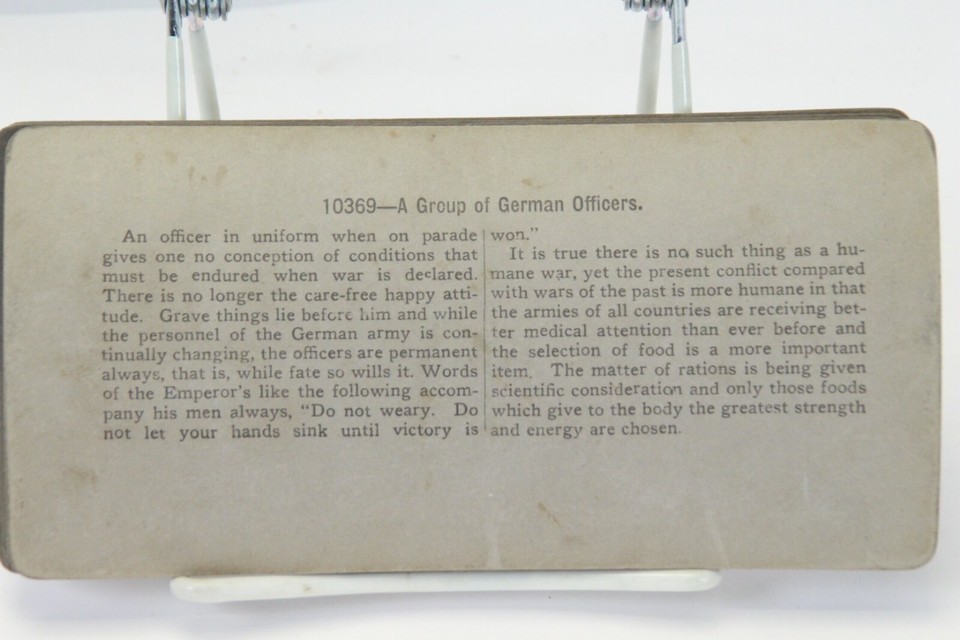 10369—A Group of German Officers.
An officer in uniform when on parade
gives one no conception of conditions that
must be endured when war is declared.
There is no longer the care-free happy atti-
tude. Grave things lie before him and while
the personnel of the German army is con-
tinually changing, the officers are permanent
always, that is, while fate so wills it. Words
of the Emperor's like the following accom-
pany his men always, "Do not weary. Do
not let your hands sink until victory is
won."
It is true there is no such thing as a hu-
mane war, yet the present conflict compared
with wars of the past is more humane in that
the armies of all countries are receiving bet-
ter medical attention than ever before and
the selection of food is a more important
item. The matter of rations is being given
scientific consideration and only those foods
which give to the body the greatest strength
and energy are chosen.